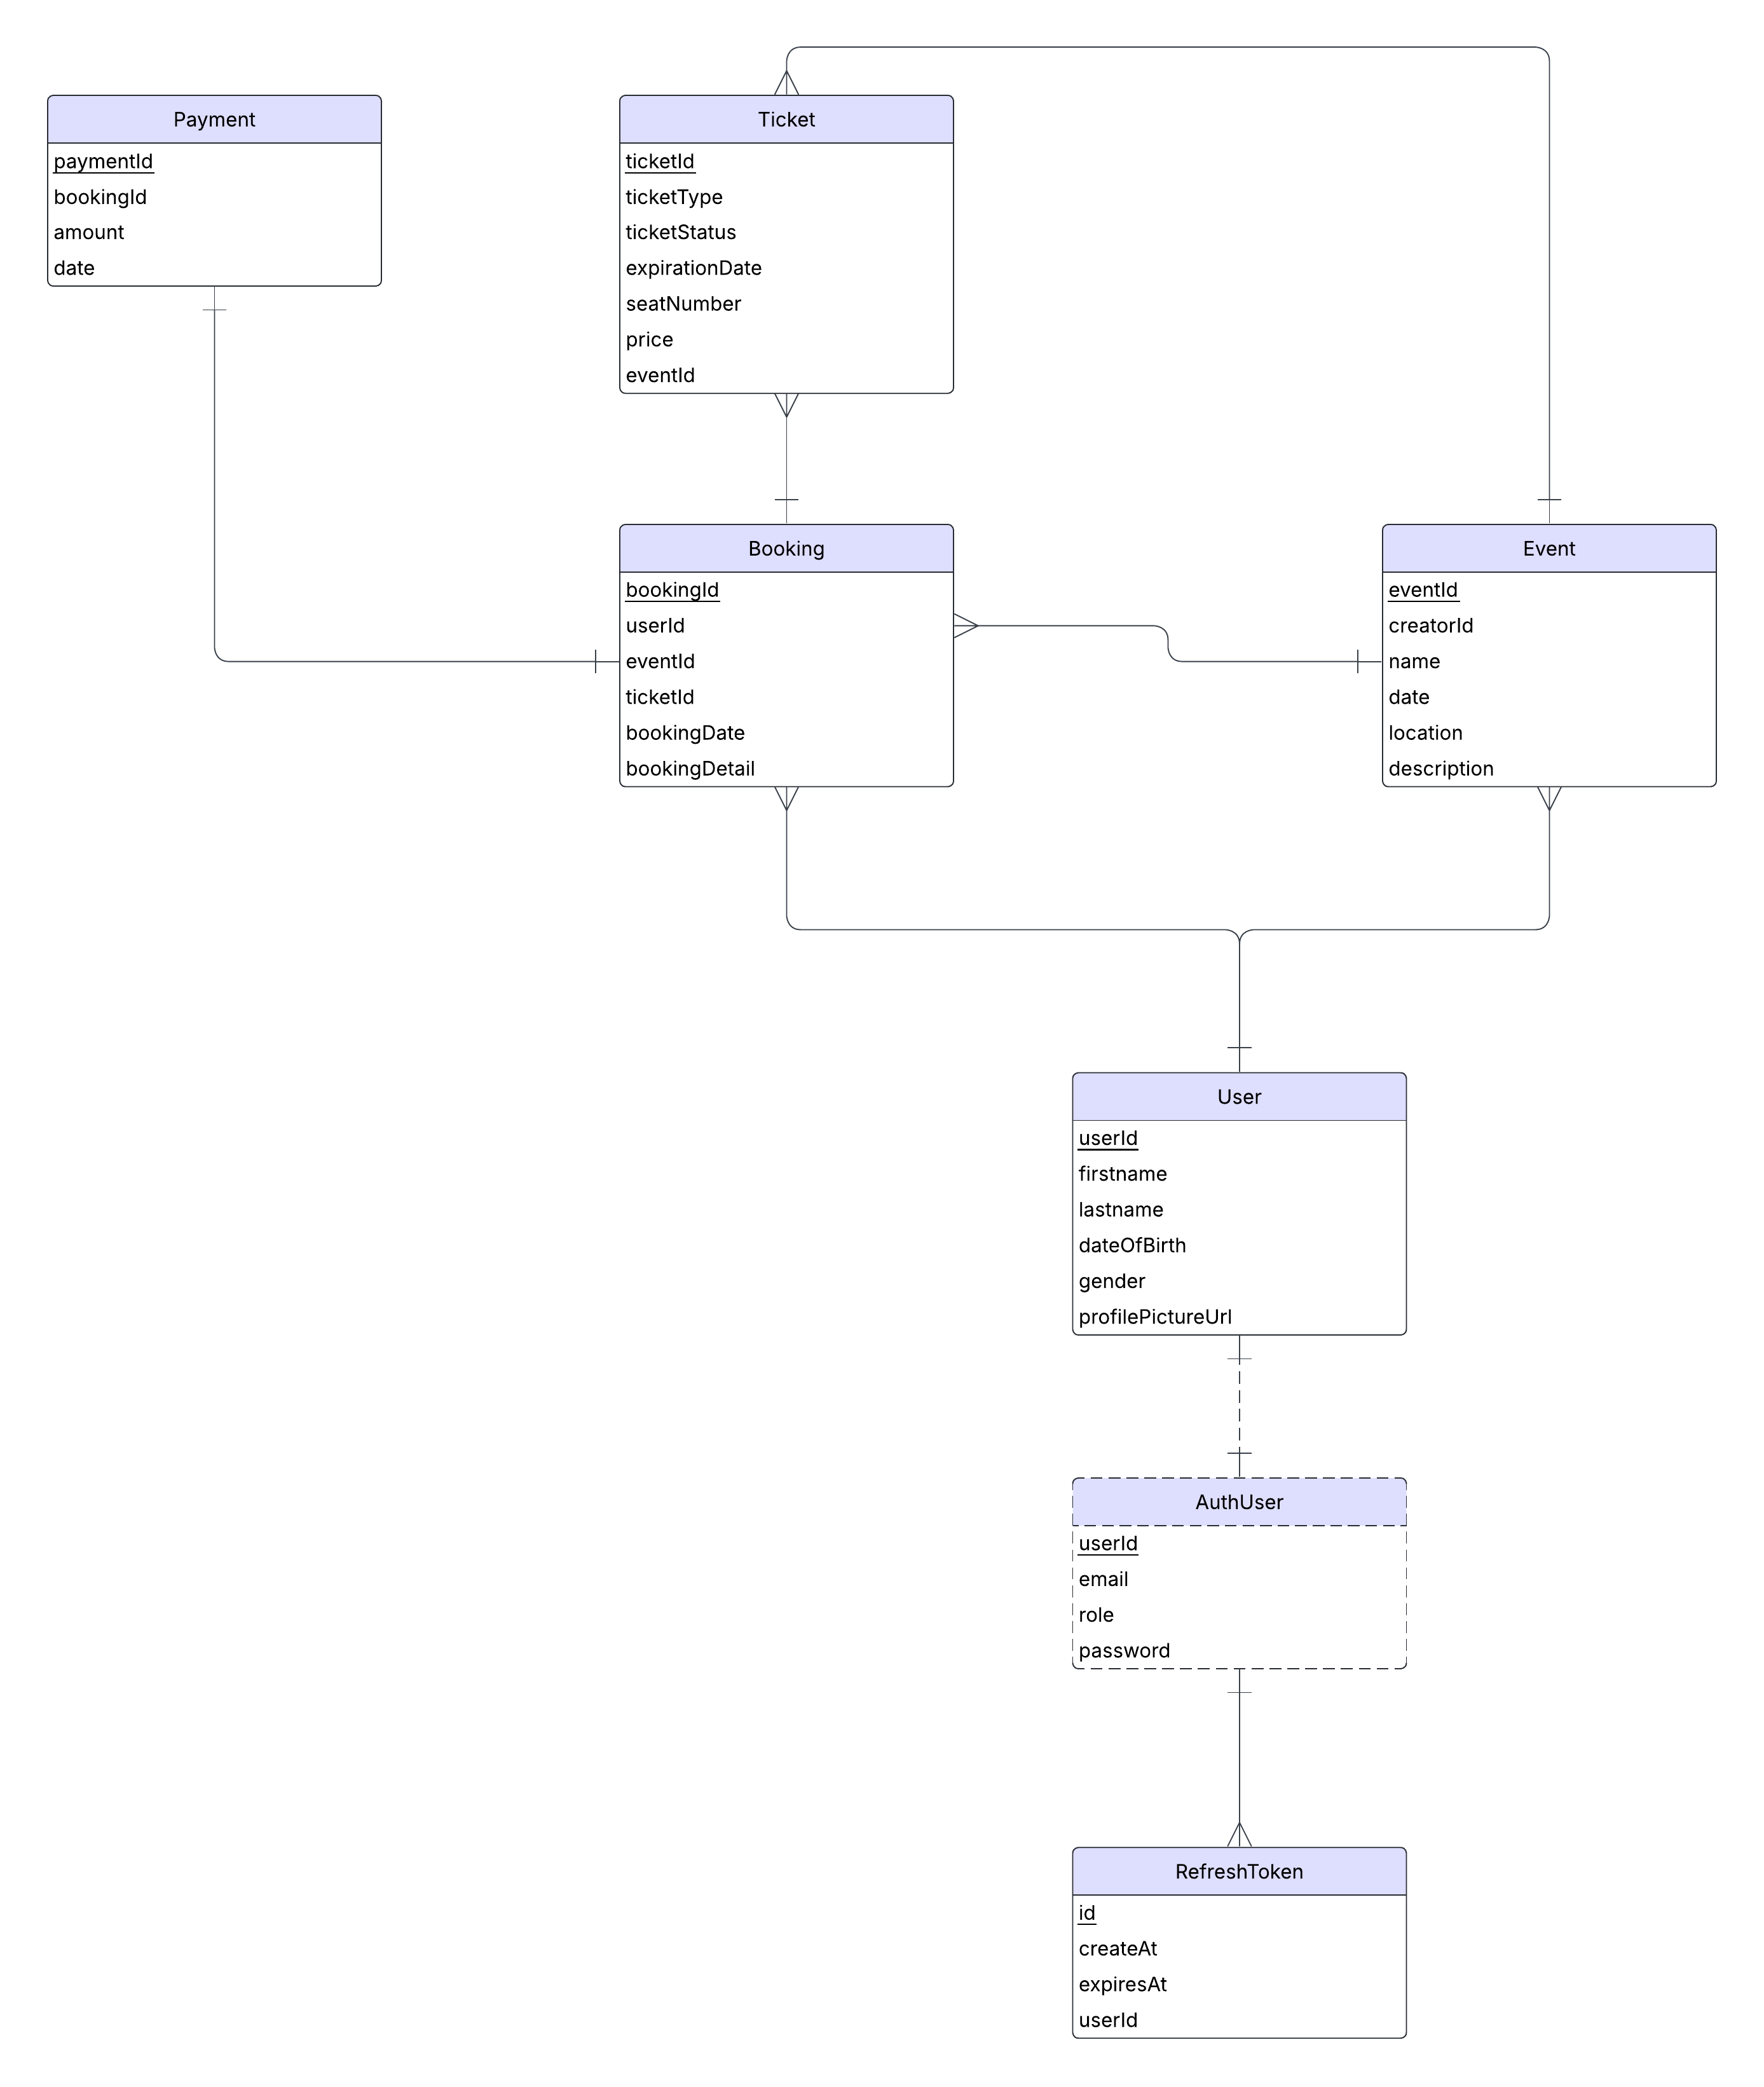 Payment
paymentId
bookingId
amount
date
Ticket
ticketId
ticketType
ticketStatus
expirationDate
seatNumber
price
eventId
Booking
bookingId
userId
eventId
ticketId
bookingDate
bookingDetail
Event
eventId
creatorId
name
date
location
description
User
userId
firstname
lastname
dateOfBirth
gender
profilePictureUrl
AuthUser
userId
email
role
password
RefreshToken
id
createAt
expiresAt
userId